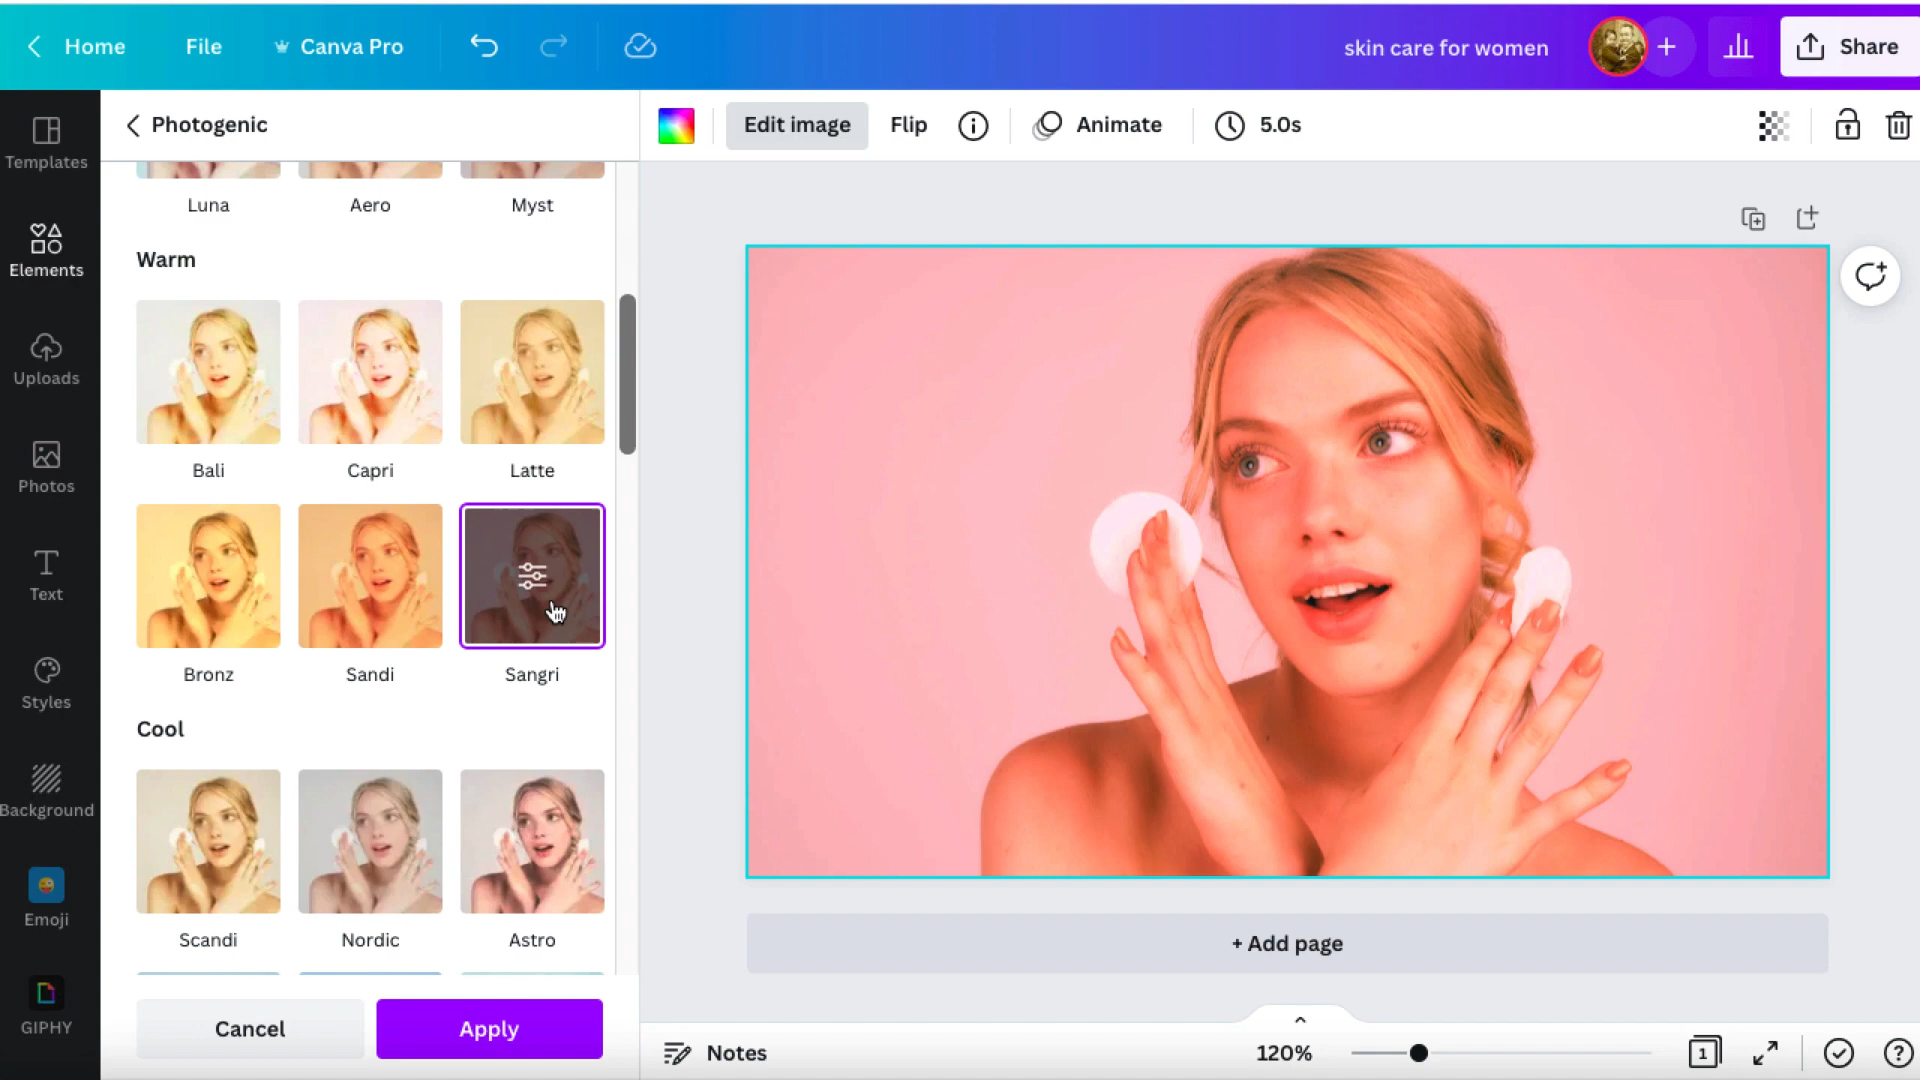 Home File Canva Pro skin care for women + Share
Photogenic Edit image Flip Animate 5.0s
Templates
Elements
Uploads
Photos
Text
Styles
Background
Emoji
GIPHY
Luna Aero Myst
Warm
Bali Capri Latte
Bronz Sandi Sangri
Cool
Scandi Nordic Astro
Cancel Apply
+ Add page
Notes 120% 1 ?